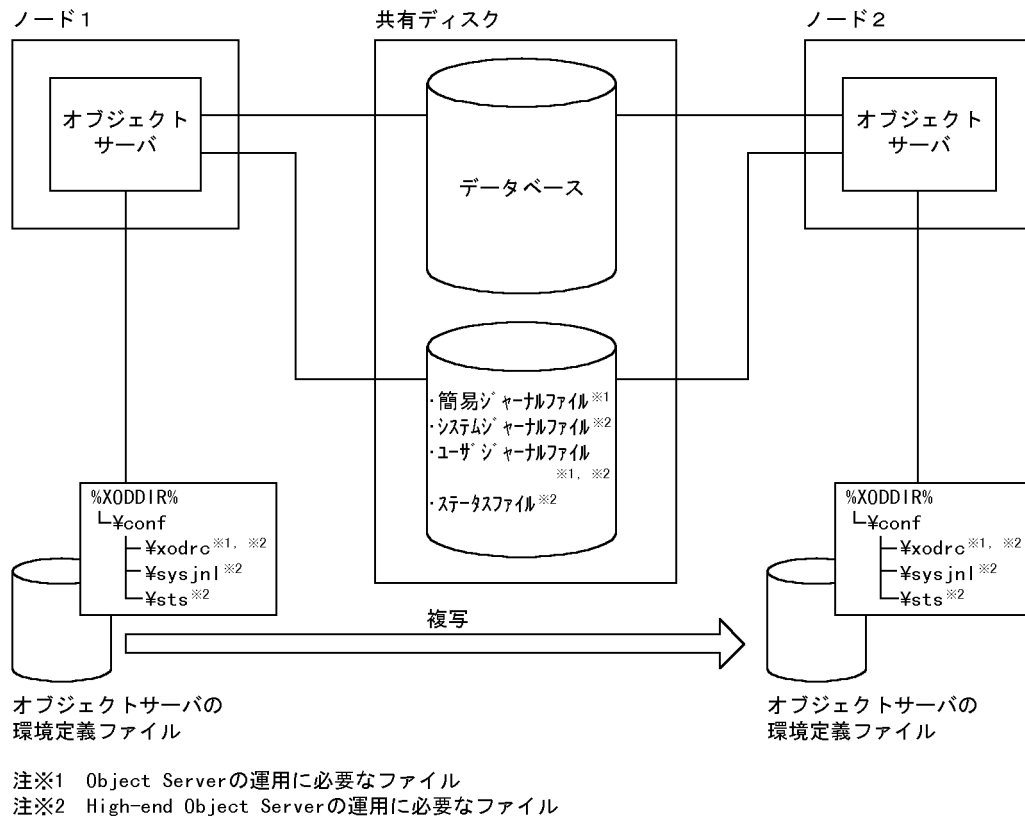 ノード１
共有ディスク
ノード２
オブジェクト
サーバ
データベース
オブジェクト
サーバ
・簡易ジャーナルファイル※1
・システムジャーナルファイル※2
・ユーザジャーナルファイル
※1, ※2
・ステータスファイル※2
%XODDIR%
¥conf
¥xodrc※1, ※2
¥sysjnl※2
¥sts※2
%XODDIR%
¥conf
¥xodrc※1, ※2
¥sysjnl※2
¥sts※2
複写
オブジェクトサーバの
環境定義ファイル
オブジェクトサーバの
環境定義ファイル
注※1 Object Serverの運用に必要なファイル
注※2 High-end Object Serverの運用に必要なファイル